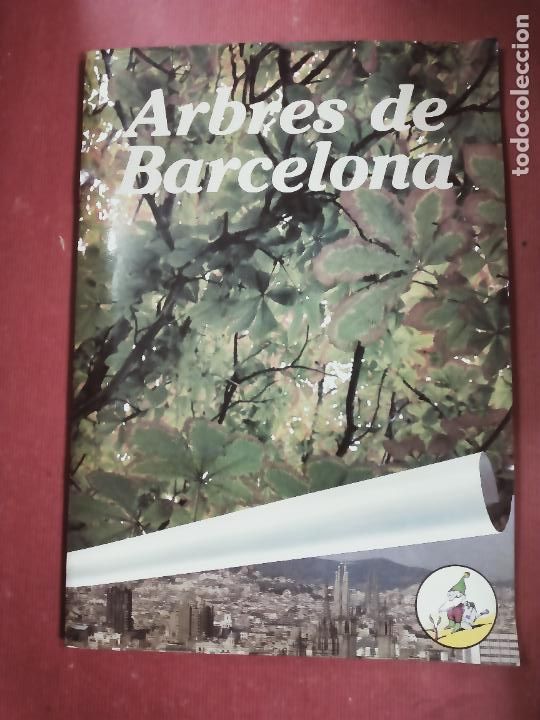 Arbres de
Barcelona
todocoleccion